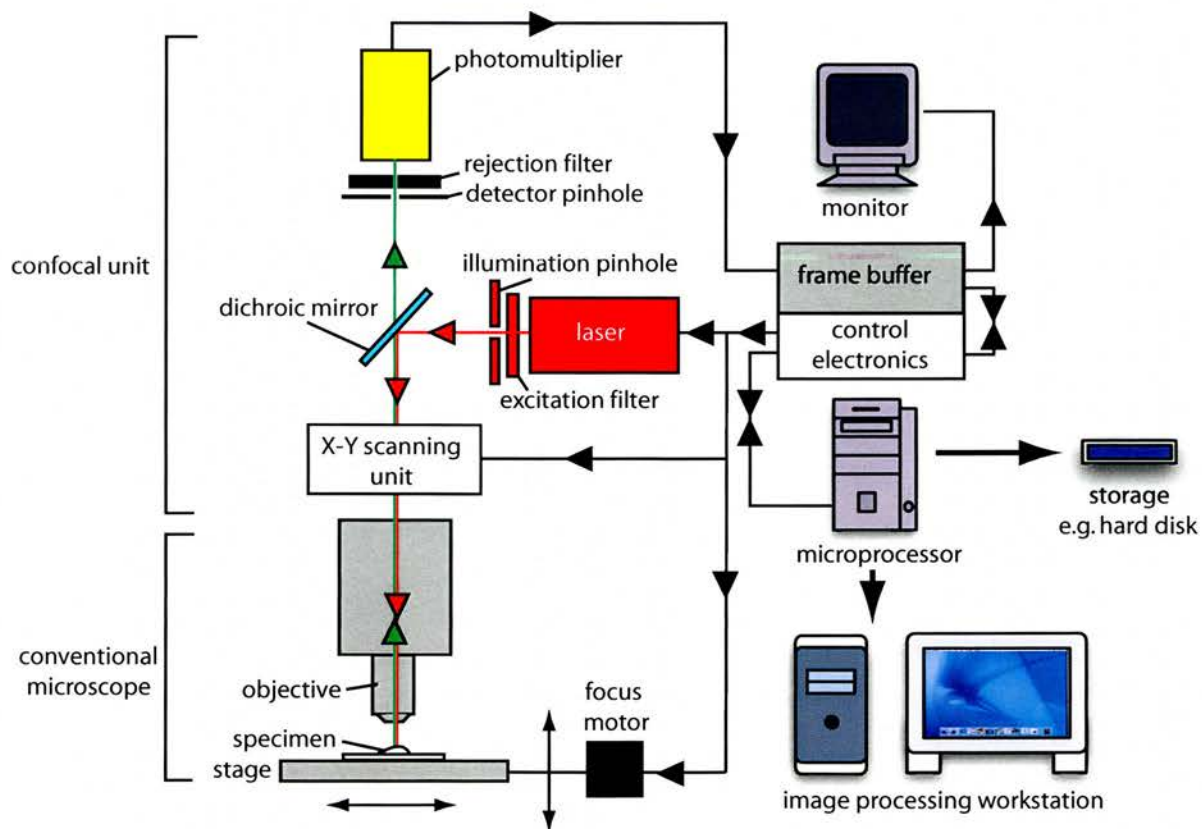 photomultiplier
rejection filter
detector pinhole
confocal unit
illumination pinhole
dichroic mirror
laser
excitation filter
X-Y scanning
unit
monitor
frame buffer
control
electronics
storage
e.g. hard disk
microprocessor
conventional
microscope
objective
focus
motor
specimen
stage
image processing workstation